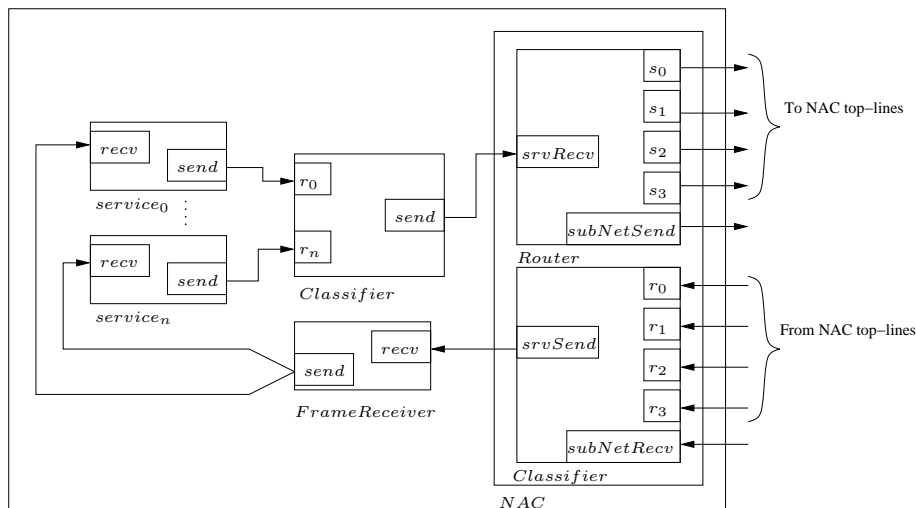 recv
send
service₀
recv
send
serviceₙ
r₀
rₙ
send
Classifier
recv
send
FrameReceiver
srvRecv
s₀
s₁
s₂
s₃
subNetSend
Router
srvSend
r₀
r₁
r₂
r₃
subNetRecv
Classifier
NAC
To NAC top–lines
From NAC top–lines